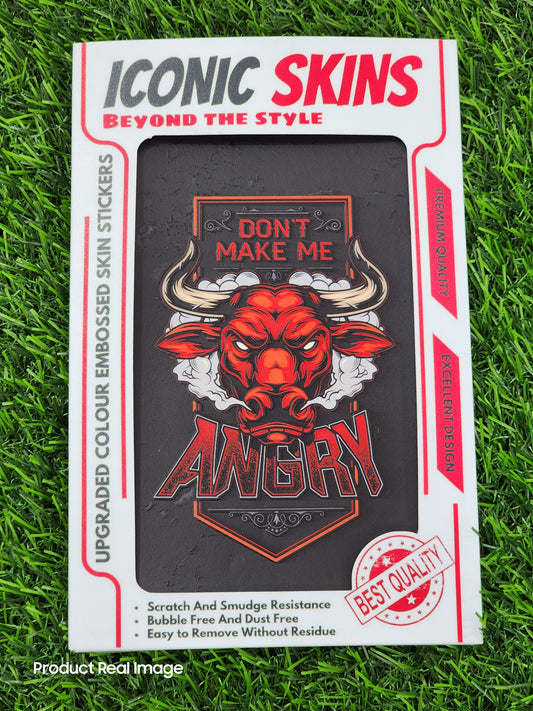 ICONIC SKINS
BEYOND THE STYLE
UPGRADED COLOUR EMBOSSED SKIN STICKERS
PREMIUM QUALITY
EXCELLENT DESIGN
DON'T
MAKE ME
ANGRY
BEST QUALITY
• Scratch And Smudge Resistance
• Bubble Free And Dust Free
• Easy to Remove Without Residue
Product Real Image